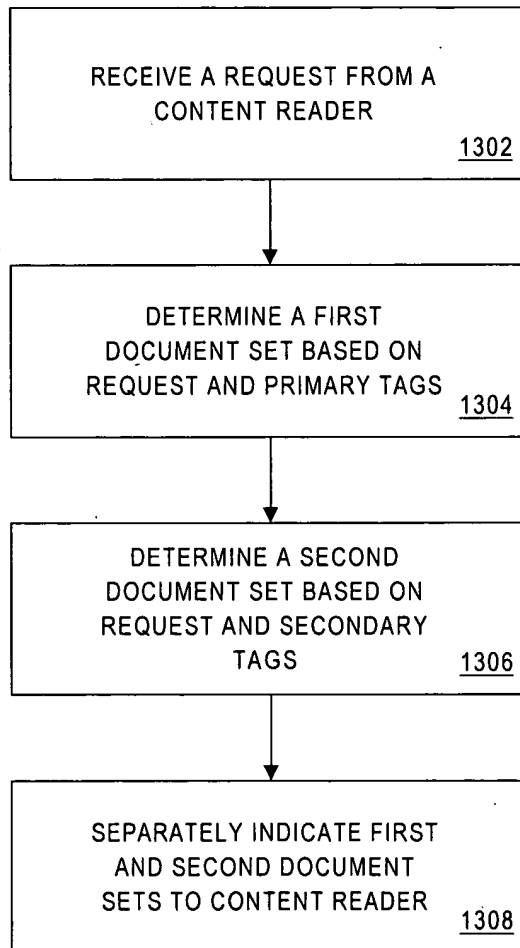 RECEIVE A REQUEST FROM A
CONTENT READER
1302
DETERMINE A FIRST
DOCUMENT SET BASED ON
REQUEST AND PRIMARY TAGS
1304
DETERMINE A SECOND
DOCUMENT SET BASED ON
REQUEST AND SECONDARY
TAGS
1306
SEPARATELY INDICATE FIRST
AND SECOND DOCUMENT
SETS TO CONTENT READER
1308